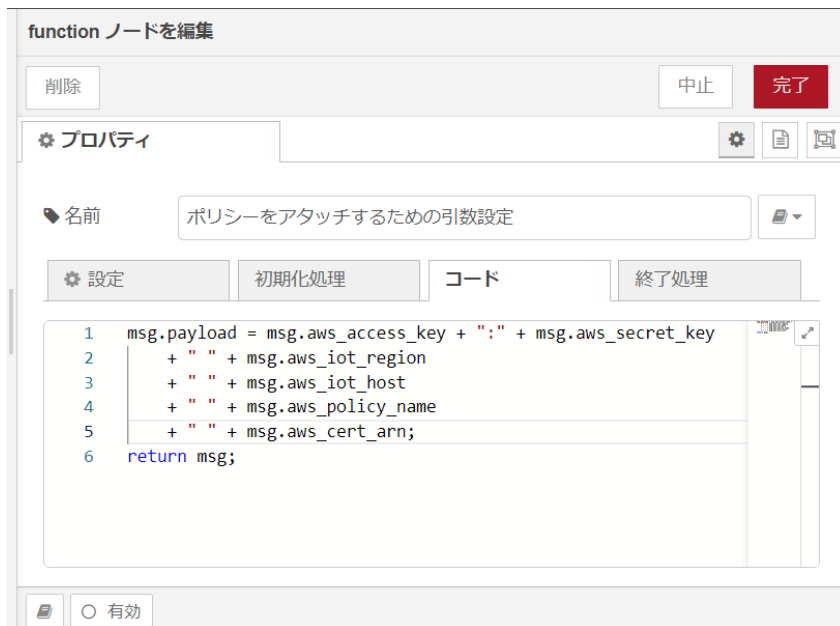 function ノードを編集
削除
中止
完了
プロパティ
名前
ポリシーをアタッチするための引数設定
設定
初期化処理
コード
終了処理
1 msg.payload = msg.aws_access_key + ":" + msg.aws_secret_key
2 + " " + msg.aws_iot_region
3 + " " + msg.aws_iot_host
4 + " " + msg.aws_policy_name
5 + " " + msg.aws_cert_arn;
6 return msg;
有効